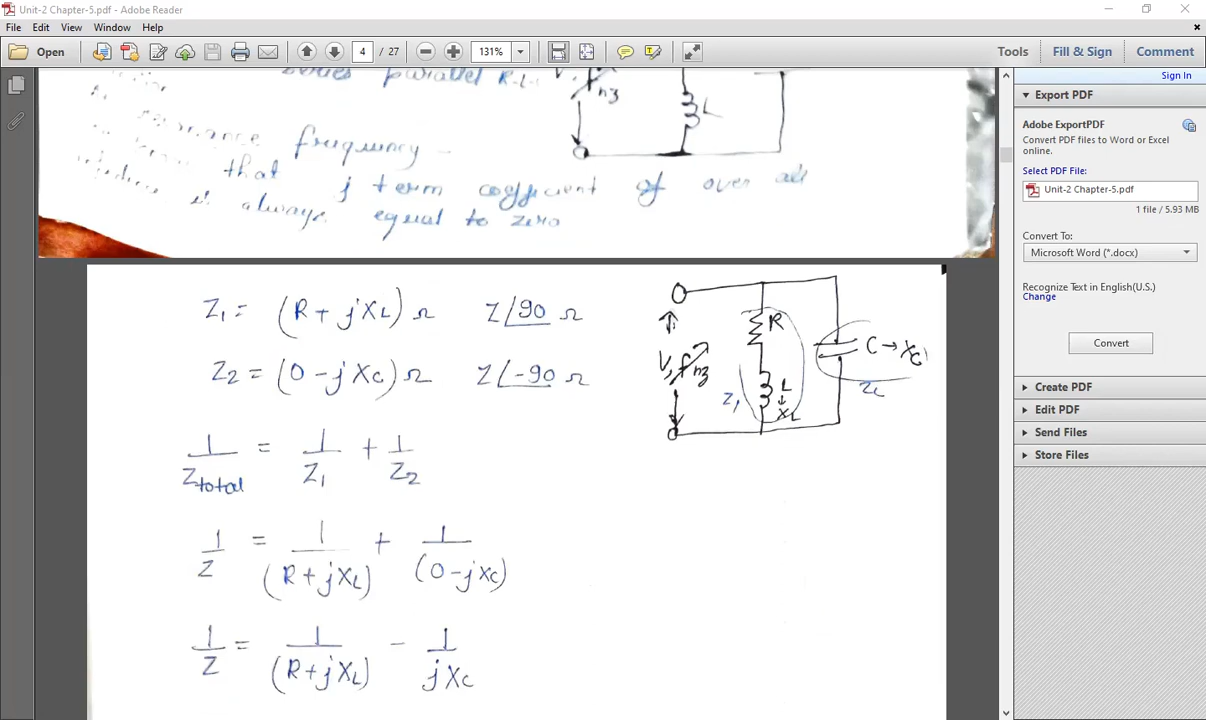 Unit-2 Chapter-5.pdf - Adobe Reader
File Edit View Window Help
Open 4 / 27 131% Tools Fill & Sign Comment
Sign In
Export PDF
Adobe ExportPDF
Convert PDF files to Word or Excel
online.
Select PDF File:
Unit-2 Chapter-5.pdf
1 file / 5.93 MB
Convert To:
Microsoft Word (*.docx)
Recognize Text in English(U.S.)
Change
Convert
Create PDF
Edit PDF
Send Files
Store Files
series parallel R-L-
V, f hz
L
resonance frequency -
that j term coefficient of over all
is always equal to zero
Z1 = (R + jXL) Ω Z∠90 Ω
Z2 = (0 - jXc) Ω Z∠-90 Ω
1/Ztotal = 1/Z1 + 1/Z2
1/Z = 1/(R+jXL) + 1/(0-jXc)
1/Z = 1/(R+jXL) - 1/jXc
R
V, f hz
C → Xc
L
↓
XL
Z1